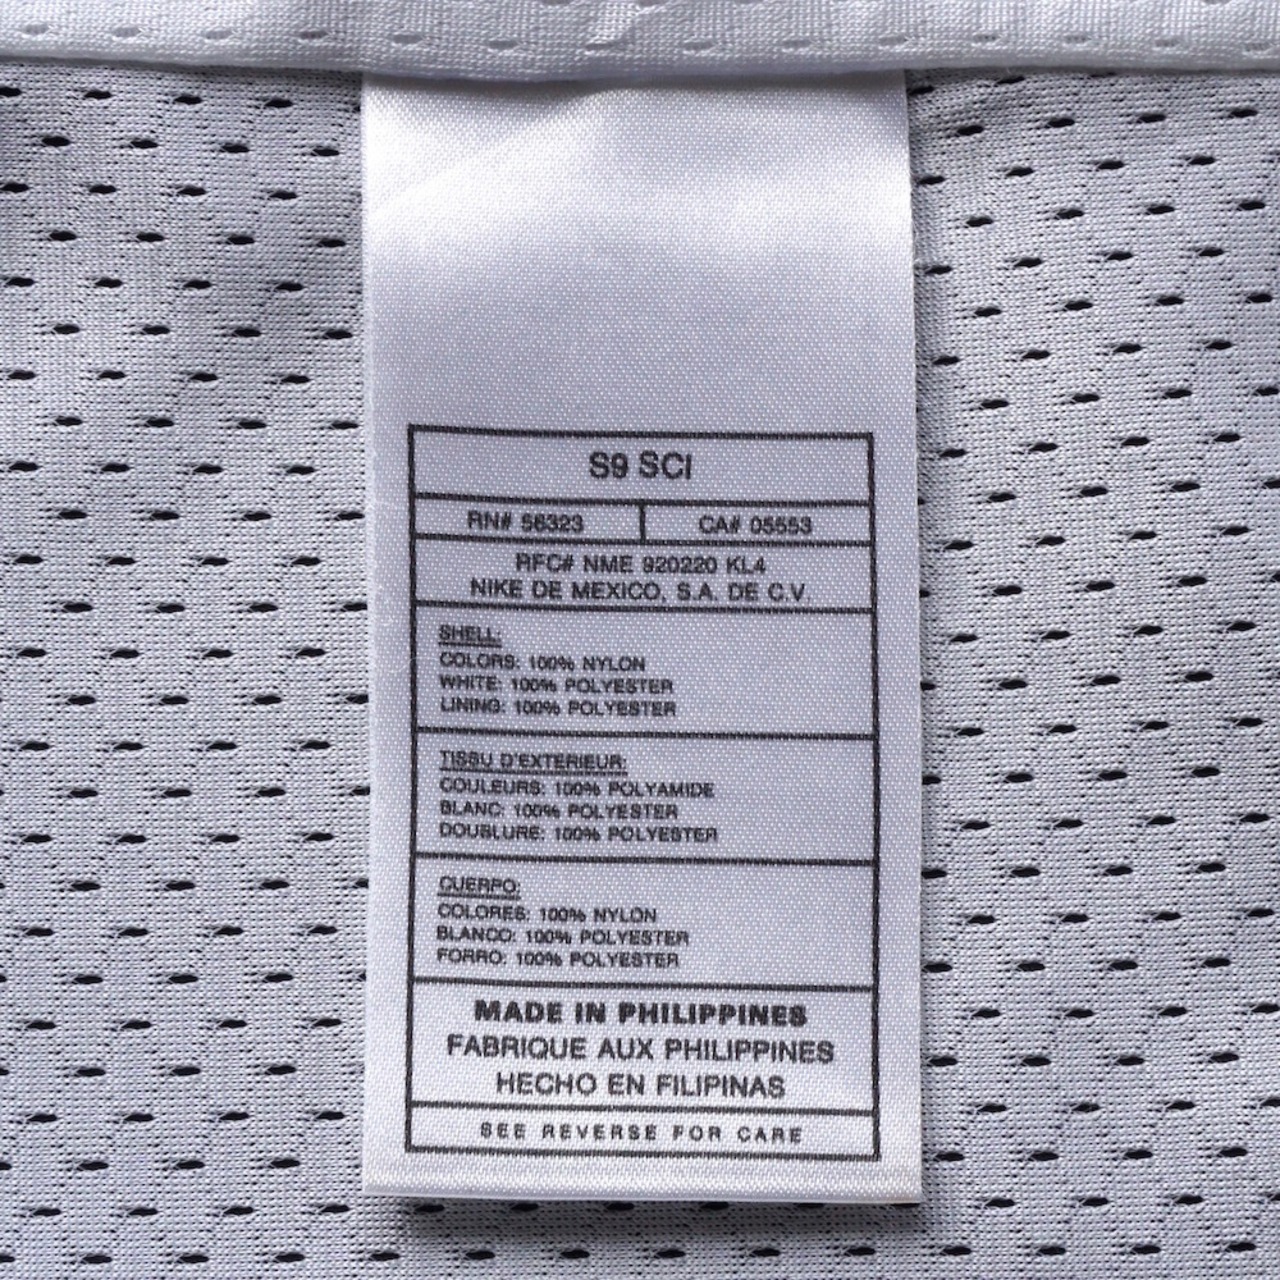 S9 SCI
RN# 56323
CA# 05553
RFC# NME 920220 KL4
NIKE DE MEXICO, S.A. DE C.V.
SHELL:
COLORS: 100% NYLON
WHITE: 100% POLYESTER
LINING: 100% POLYESTER
TISSU D'EXTERIEUR:
COULEURS: 100% POLYAMIDE
BLANC: 100% POLYESTER
DOUBLURE: 100% POLYESTER
CUERPO:
COLORES: 100% NYLON
BLANCO: 100% POLYESTER
FORRO: 100% POLYESTER
MADE IN PHILIPPINES
FABRIQUE AUX PHILIPPINES
HECHO EN FILIPINAS
SEE REVERSE FOR CARE